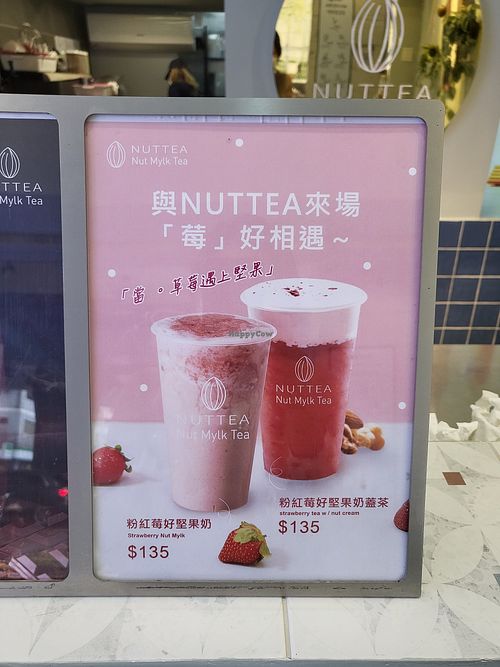 NUTTEA
NUTTEA
Mylk Tea
NUTTEA
Nut Mylk Tea
與NUTTEA來場
「莓」好相遇~
「當。草莓遇上堅果」
HappyCow
NUTTEA
Nut Mylk Tea
NUTTEA
Nut Mylk Tea
粉紅莓好堅果奶蓋茶
strawberry tea w / nut cream
$135
粉紅莓好堅果奶
Strawberry Nut Mylk
$135